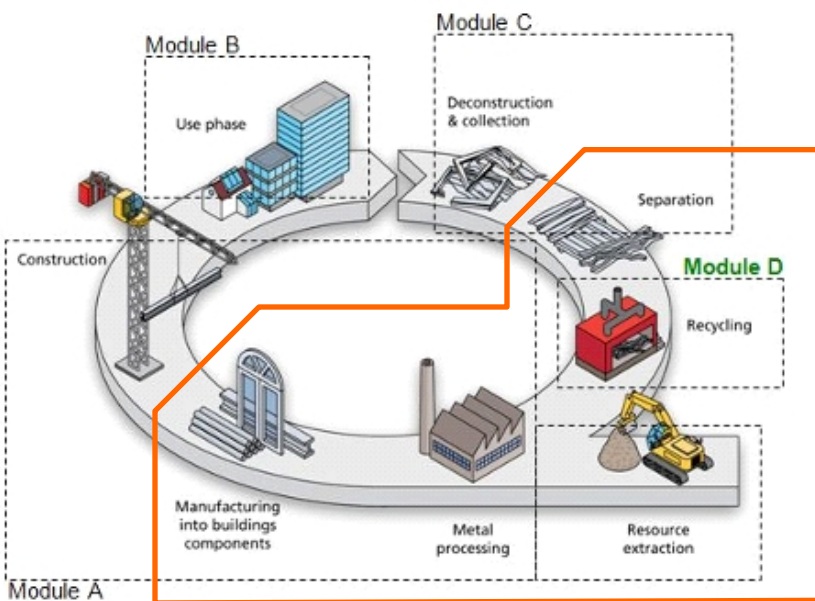 Module B
Module C
Use phase
Deconstruction
& collection
Separation
Construction
Module D
Recycling
Manufacturing
into buildings
components
Metal
processing
Resource
extraction
Module A